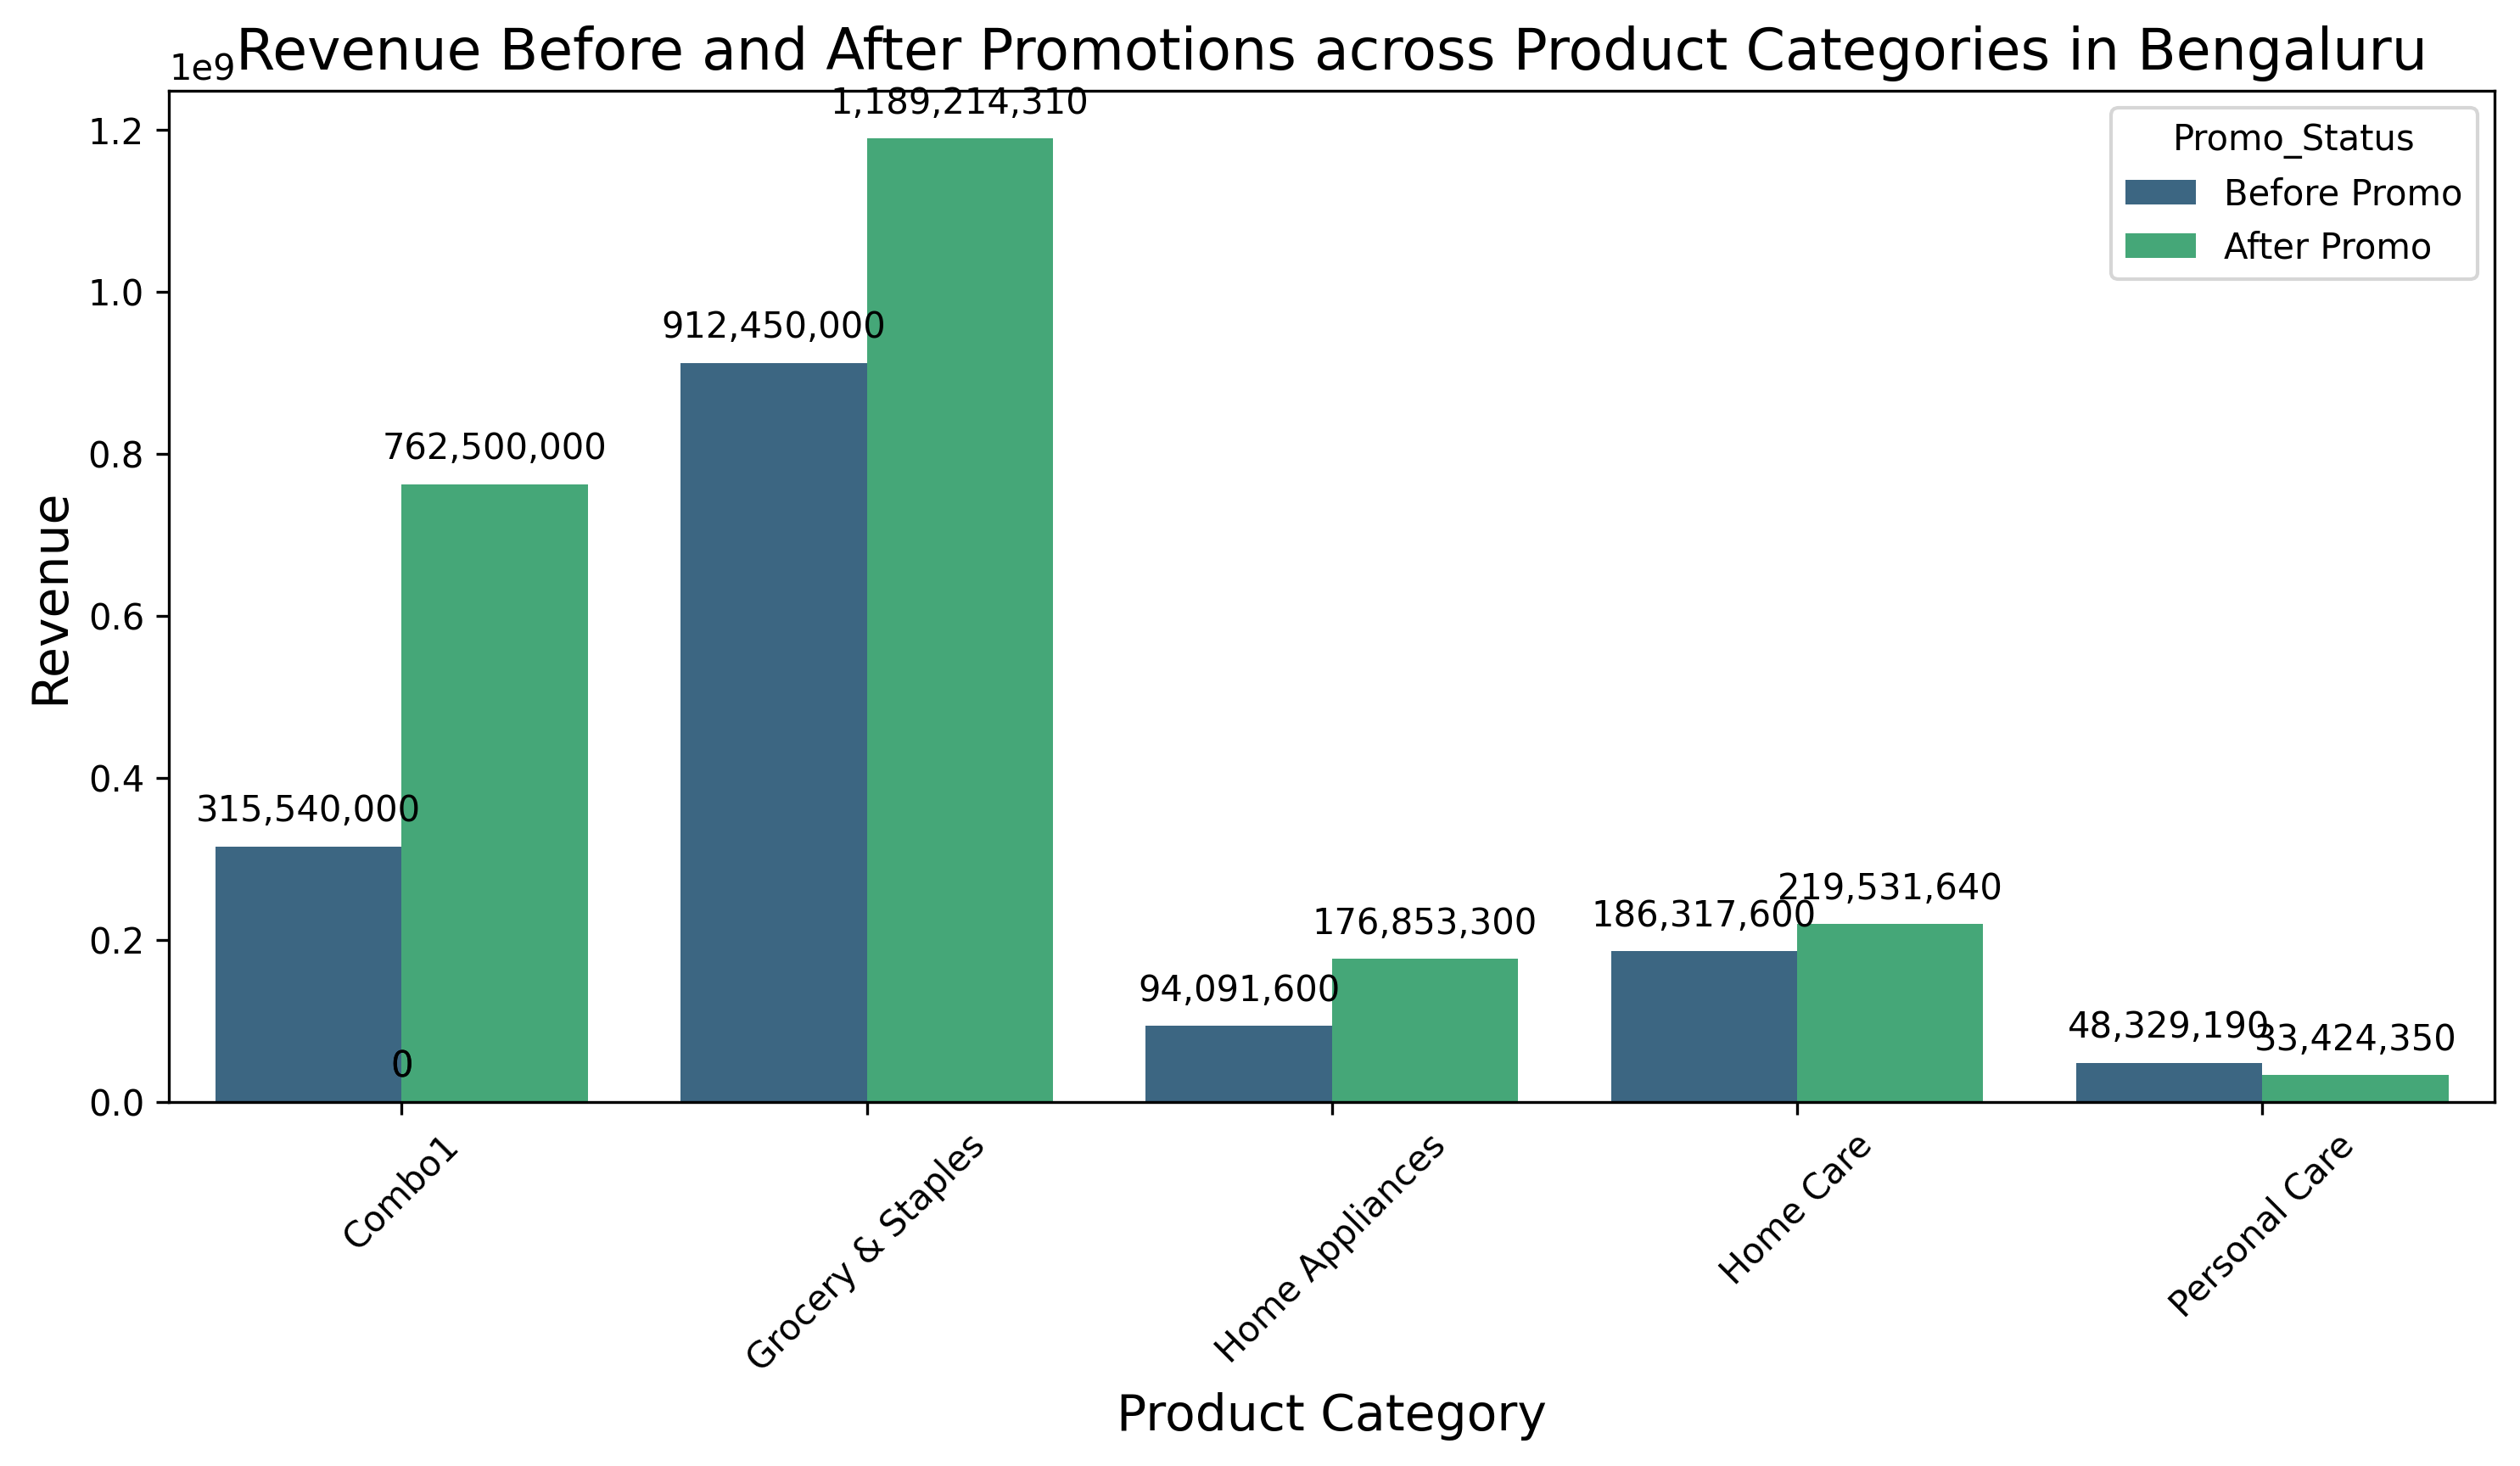 Revenue Before and After Promotions across Product Categories in Bengaluru
1e9
Revenue
1.2
1.0
0.8
0.6
0.4
0.2
0.0
Promo_Status
Before Promo
After Promo
315,540,000
762,500,000
0
912,450,000
1,189,214,310
94,091,600
176,853,300
186,317,600
219,531,640
48,329,190
33,424,350
Combo1
Grocery & Staples
Home Appliances
Home Care
Personal Care
Product Category